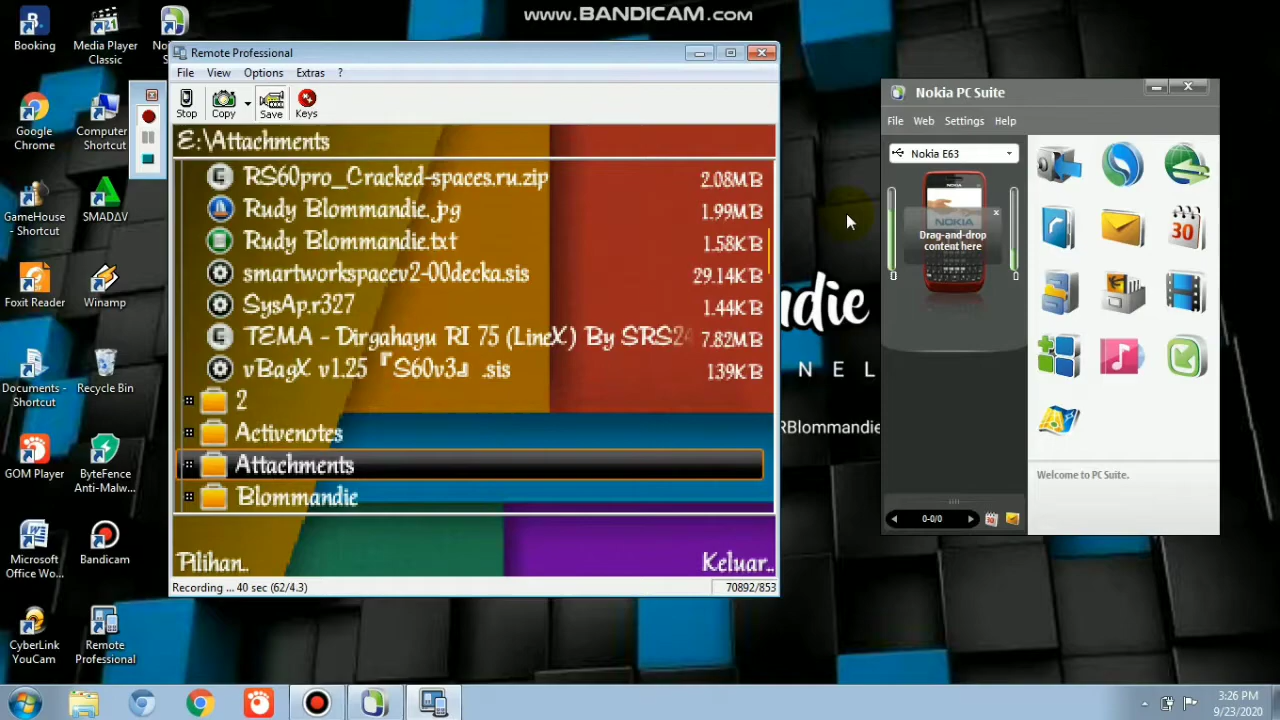 www.BANDICAM.com
Booking
Media Player
Classic
Google
Chrome
Computer
Shortcut
GameHouse
- Shortcut
SMADΔV
Foxit Reader
Winamp
Documents -
Shortcut
Recycle Bin
GOM Player
ByteFence
Anti-Malw...
Microsoft
Office Wo...
Bandicam
CyberLink
YouCam
Remote
Professional
Remote Professional
File View Options Extras ?
Stop Copy Save Keys
E:\Attachments
RS60pro_Cracked-spaces.ru.zip 2.08MB
Rudy Blommandie.jpg 1.99MB
Rudy Blommandie.txt 1.58KB
smartworkspacev2-00decka.sis 29.14KB
SysAp.r327 1.44KB
TEMA - Dirgahayu RI 75 (LineX) By SRS24 7.82MB
vBagX v1.25『S60v3』.sis 139KB
2
Activenotes
Attachments
Blommandie
Pilihan.. Keluar..
Recording ... 40 sec (62/4.3) 70892/853
Nokia PC Suite
File Web Settings Help
Nokia E63
NOKIA
Drag-and-drop
content here
30
Welcome to PC Suite.
0-0/0
ndie
NEL
RBlommandie
3:26 PM
9/23/2020